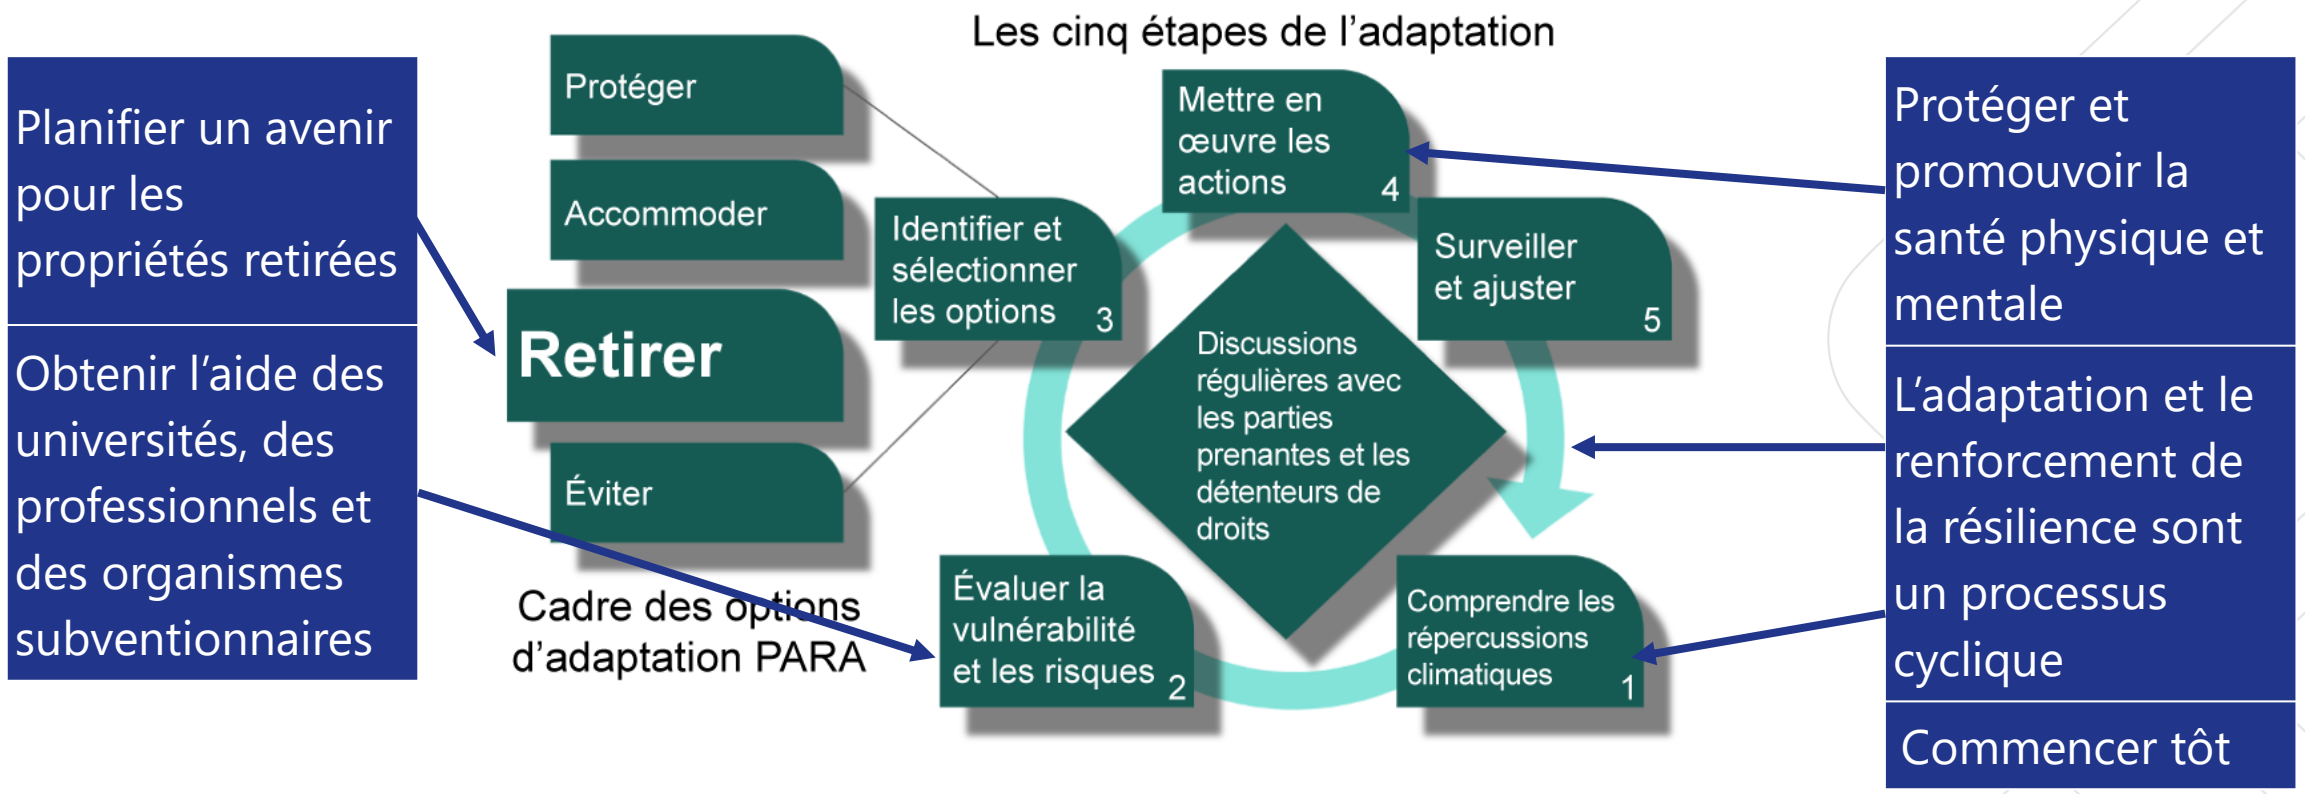 Les cinq étapes de l’adaptation
Planifier un avenir
pour les
propriétés retirées
Obtenir l’aide des
universités, des
professionnels et
des organismes
subventionnaires
Protéger
Accommoder
Retirer
Éviter
Cadre des options
d’adaptation PARA
Mettre en
œuvre les
actions
4
Identifier et
sélectionner
les options
3
Surveiller
et ajuster
5
Discussions
régulières avec
les parties
prenantes et les
détenteurs de
droits
Évaluer la
vulnérabilité
et les risques
2
Comprendre les
répercussions
climatiques
1
Protéger et
promouvoir la
santé physique et
mentale
L’adaptation et le
renforcement de
la résilience sont
un processus
cyclique
Commencer tôt